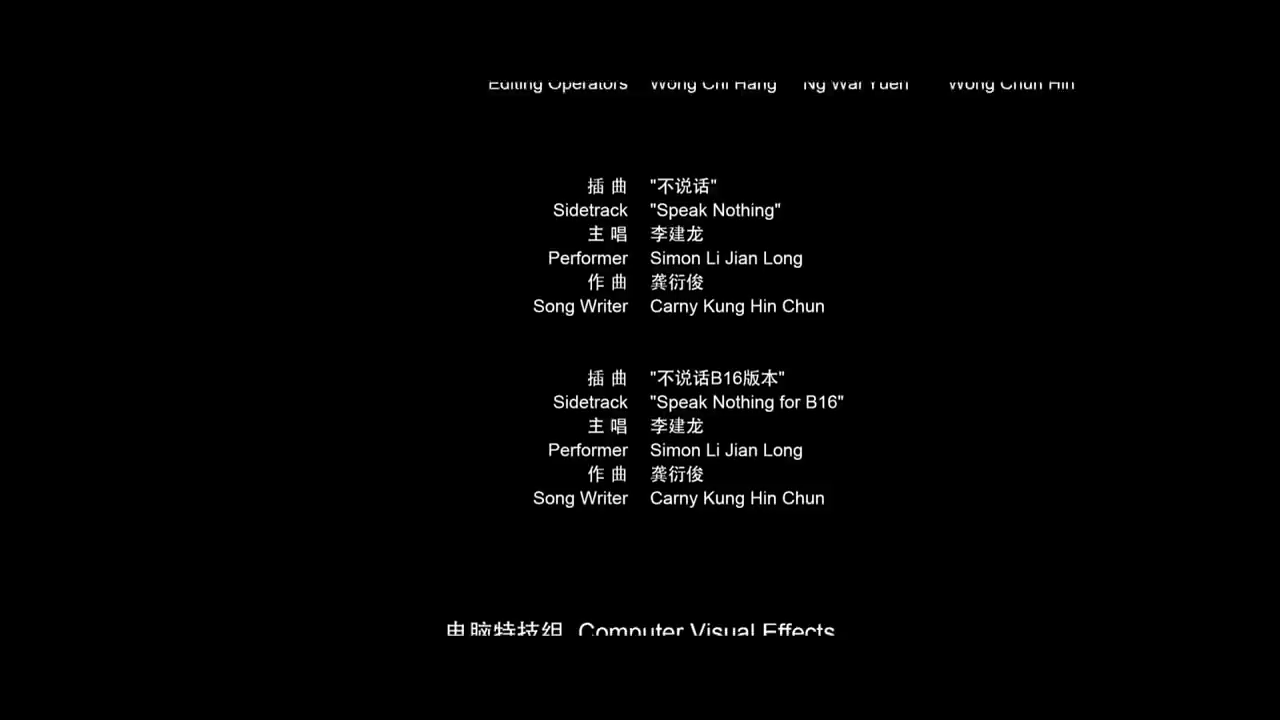 Editing Operators Wong Chi Hang Ng Wai Yuen Wong Chun Hin
插 曲 "不说话"
Sidetrack "Speak Nothing"
主 唱 李建龙
Performer Simon Li Jian Long
作 曲 龚衍俊
Song Writer Carny Kung Hin Chun
插 曲 "不说话B16版本"
Sidetrack "Speak Nothing for B16"
主 唱 李建龙
Performer Simon Li Jian Long
作 曲 龚衍俊
Song Writer Carny Kung Hin Chun
电脑特技组 Computer Visual Effects